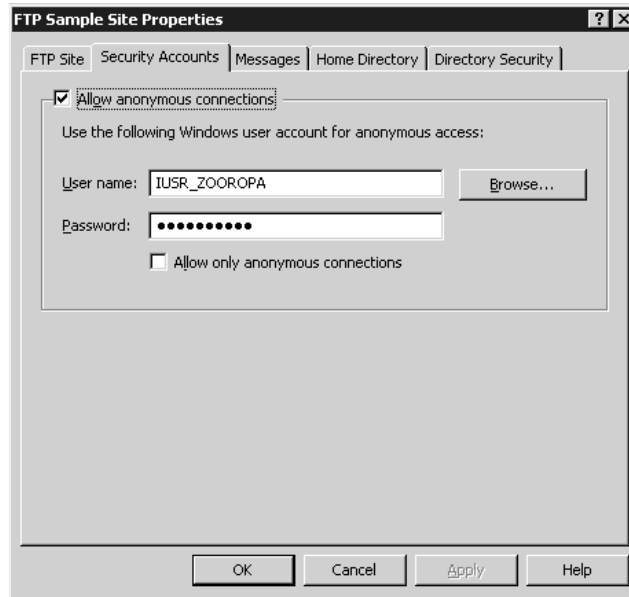 FTP Sample Site Properties
FTP Site Security Accounts Messages Home Directory Directory Security
Allow anonymous connections
Use the following Windows user account for anonymous access:
User name: IUSR_ZOOROPA Browse...
Password: ●●●●●●●●●●
Allow only anonymous connections
OK Cancel Apply Help